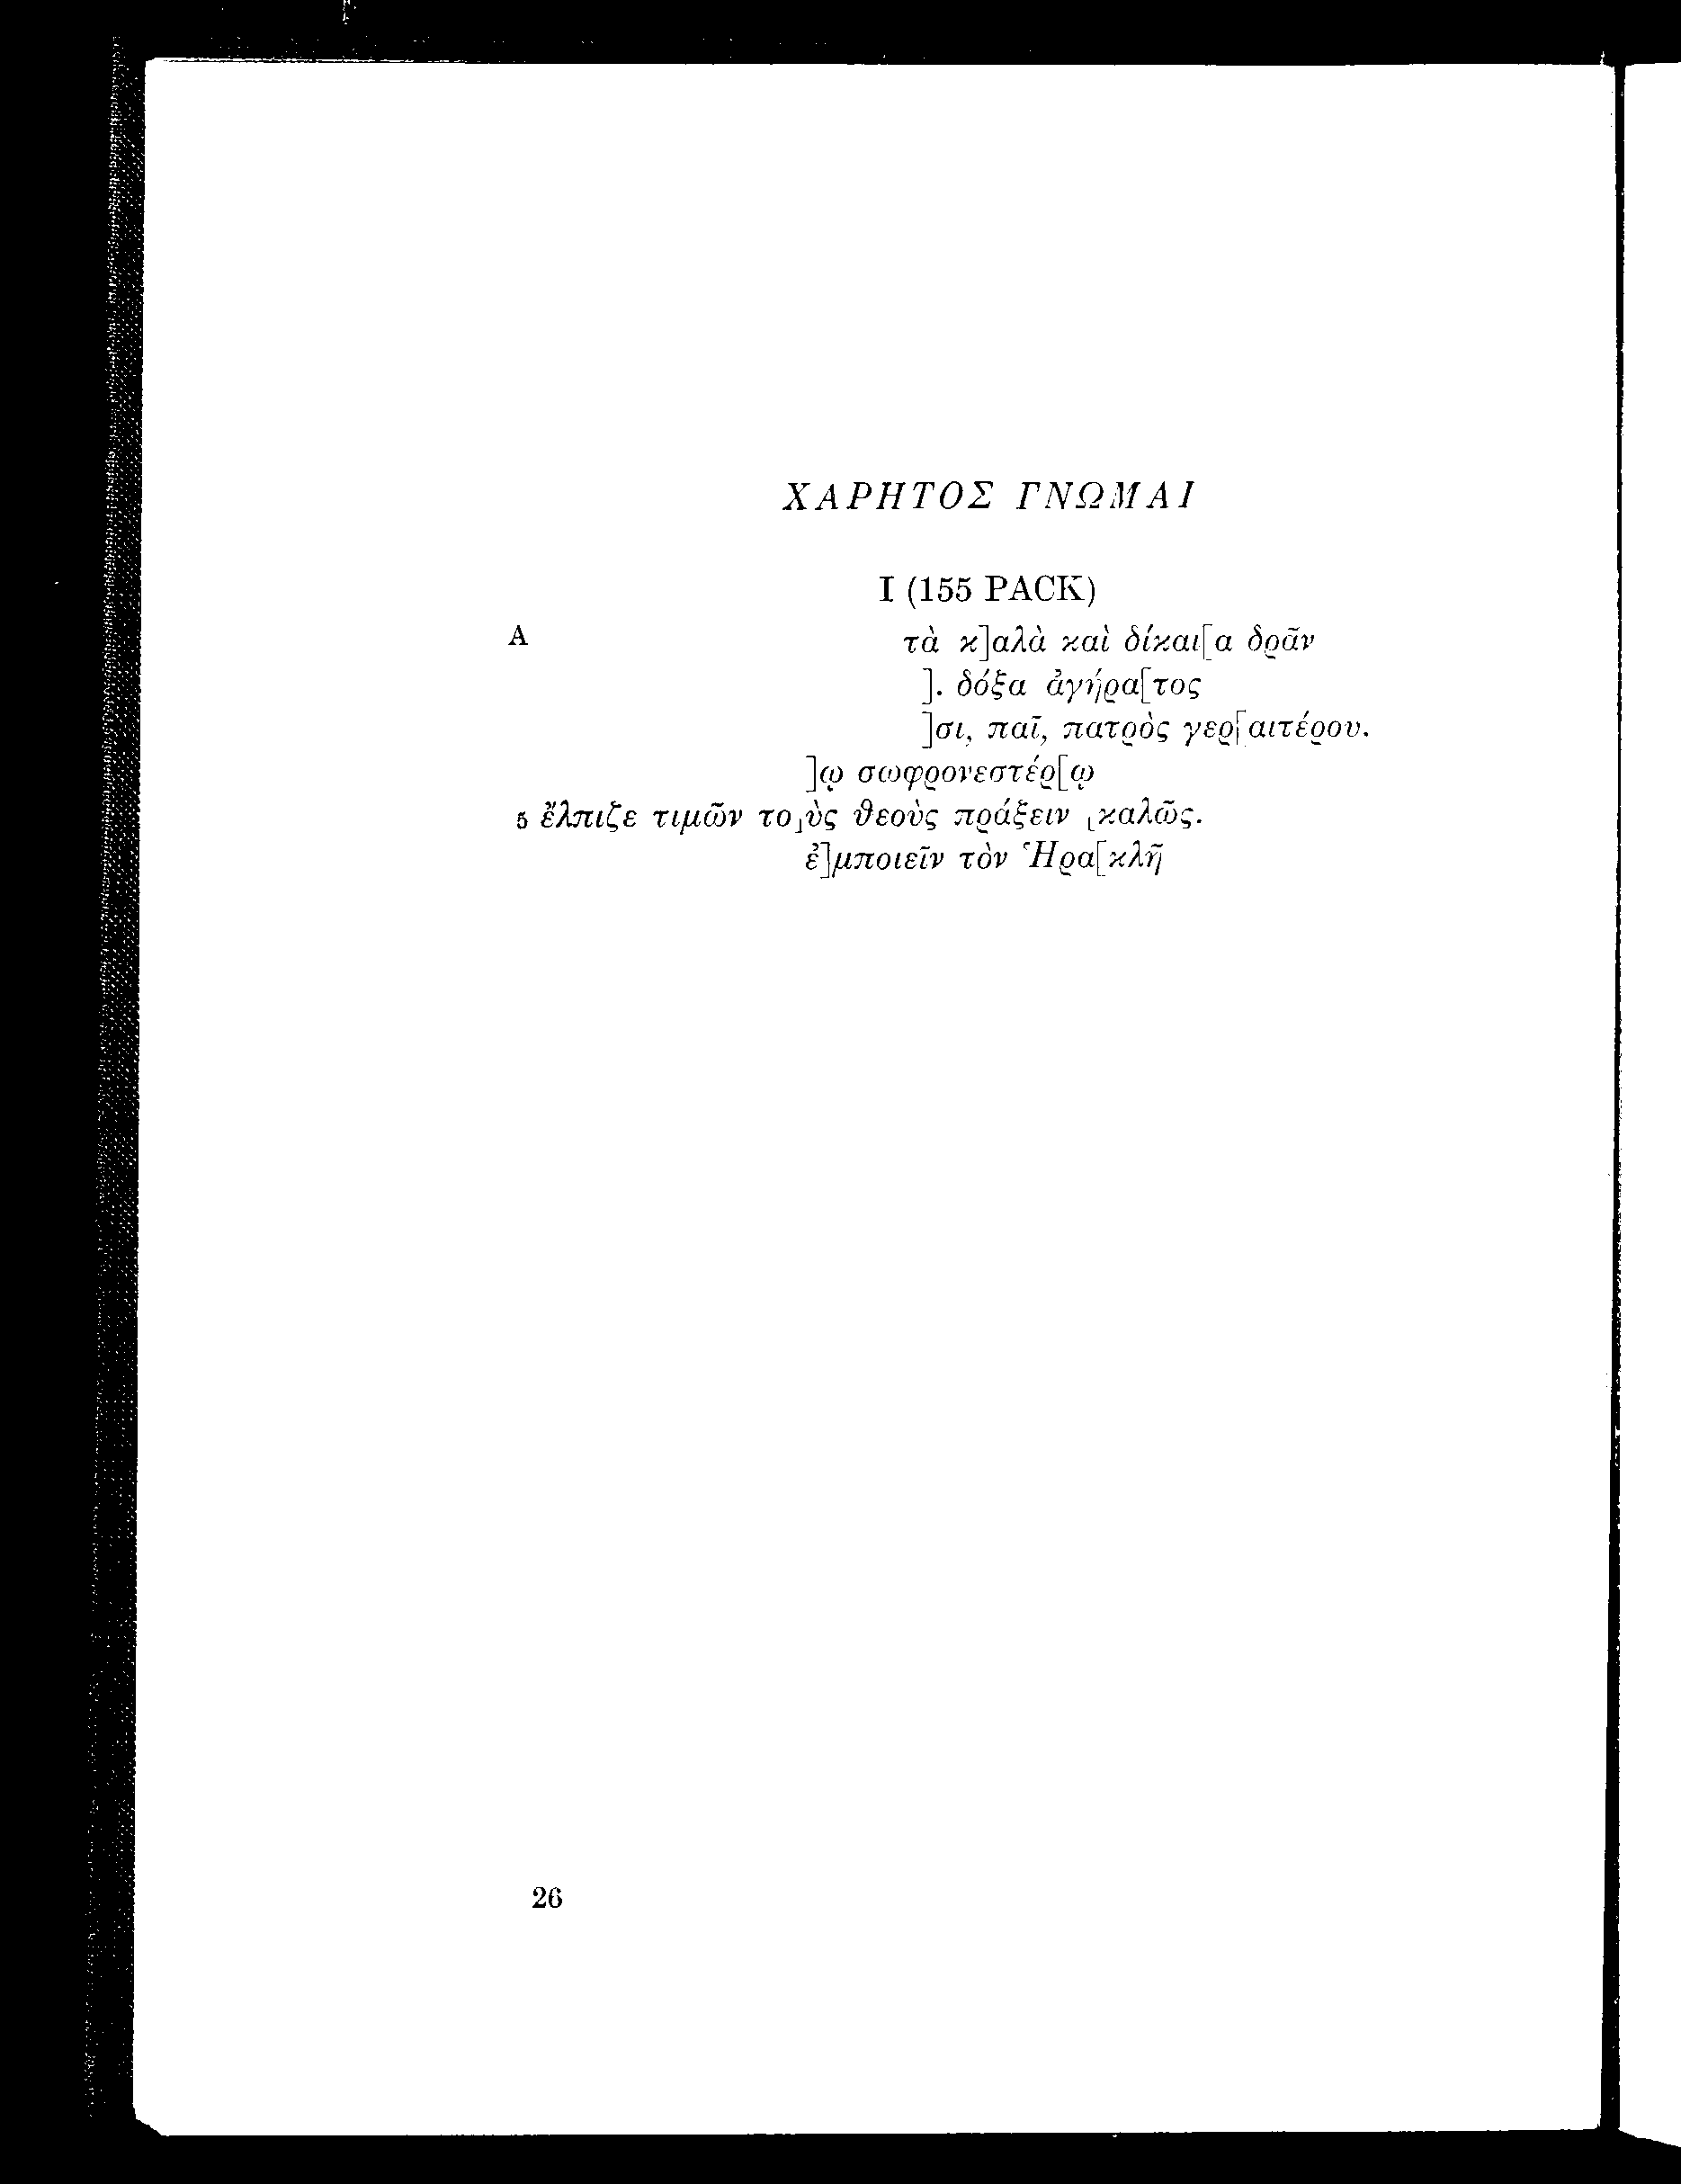 ΧΑΡΗΤΟΣ ΓΝΩΜΑΙ
I (155 PACK)
A τὰ κ]αλὰ καὶ δίκαι[α δρᾶν
]. δόξα ἀγήρα[τος
]σι, παῖ, πατρὸς γερ[αιτέρου.
]ῳ σωφρονεστέρ[ῳ
5 ἔλπιζε τιμῶν το⌟ὺς θεοὺς πράξειν ⌞καλῶς.
ἐ]μποιεῖν τὸν Ἡρα[κλῆ
26